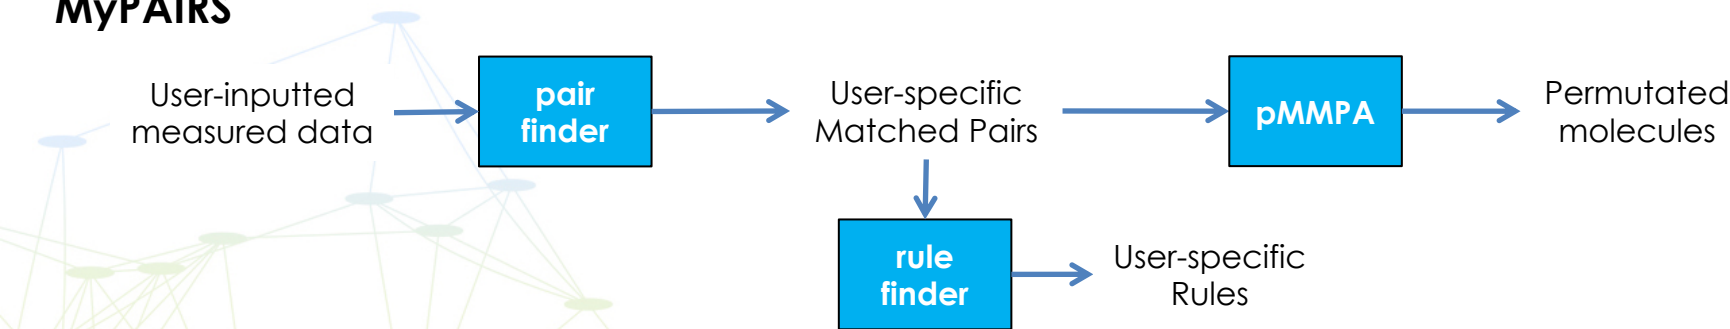 MyPAIRS
User-inputted
measured data
pair
finder
User-specific
Matched Pairs
pMMPA
Permutated
molecules
rule
finder
User-specific
Rules